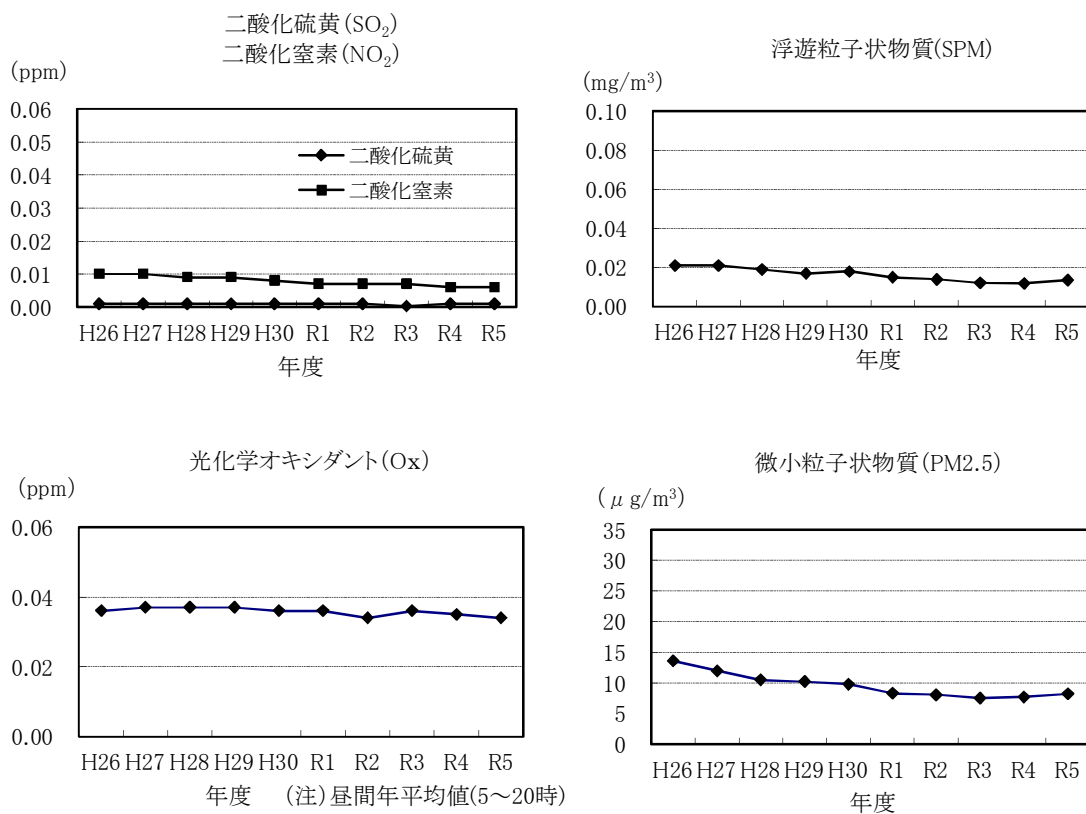 二酸化硫黄(SO₂)
二酸化窒素(NO₂)
(ppm)
0.06
0.05
0.04
0.03
0.02
0.01
0.00
二酸化硫黄
二酸化窒素
H26 H27 H28 H29 H30 R1 R2 R3 R4 R5
年度
浮遊粒子状物質(SPM)
(mg/m³)
0.10
0.08
0.06
0.04
0.02
0.00
H26 H27 H28 H29 H30 R1 R2 R3 R4 R5
年度
光化学オキシダント(Ox)
(ppm)
0.06
0.04
0.02
0.00
H26 H27 H28 H29 H30 R1 R2 R3 R4 R5
年度 (注)昼間年平均値(5～20時)
微小粒子状物質(PM2.5)
(μg/m³)
35
30
25
20
15
10
5
0
H26 H27 H28 H29 H30 R1 R2 R3 R4 R5
年度